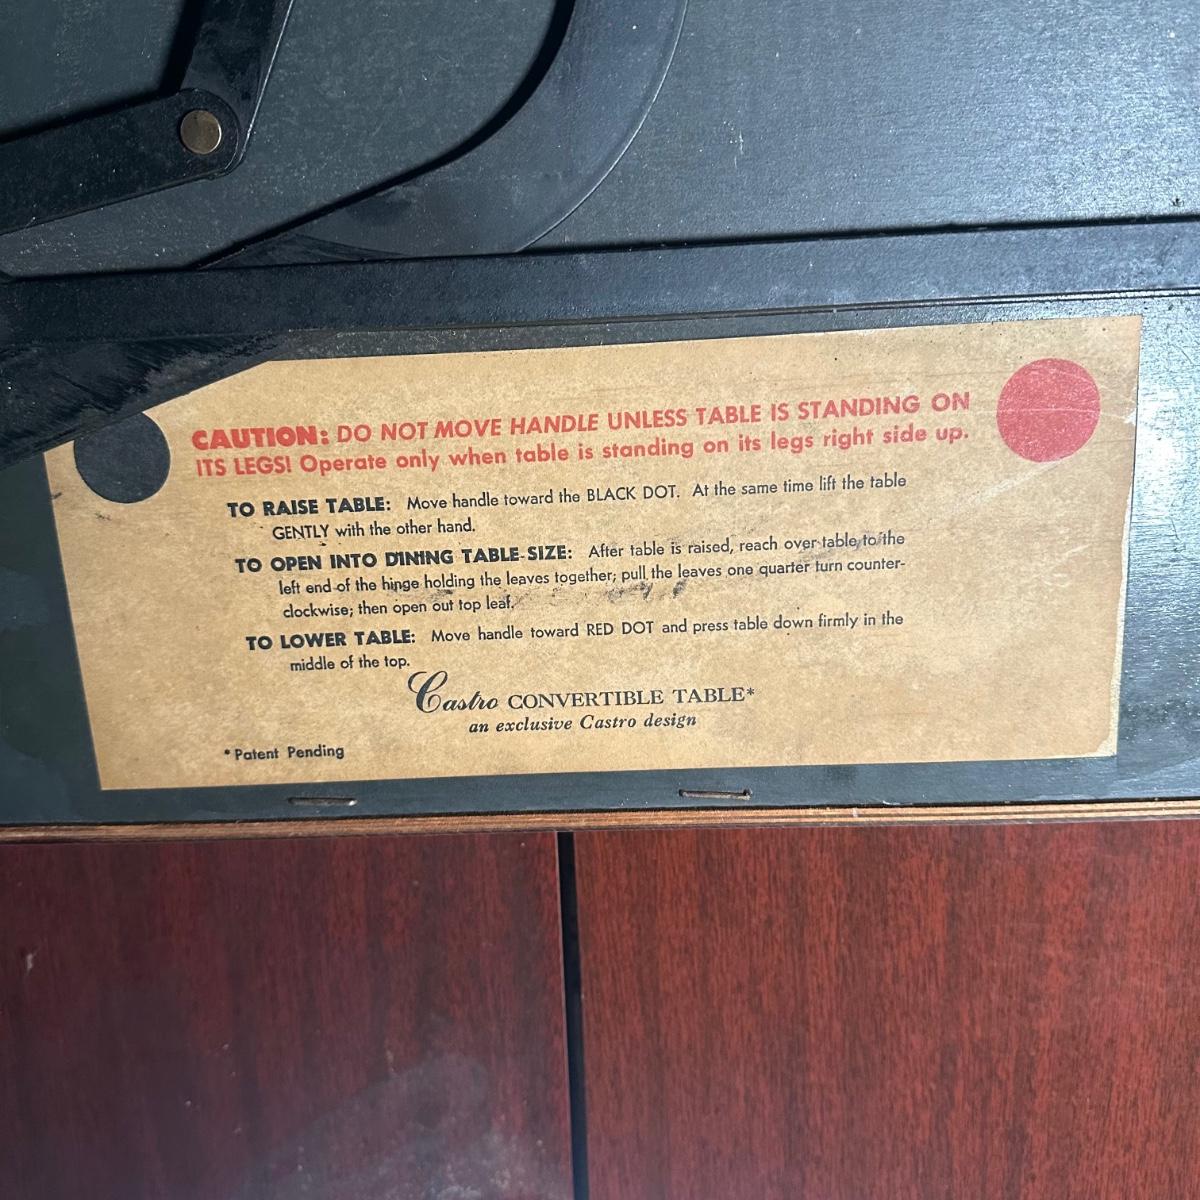 CAUTION: DO NOT MOVE HANDLE UNLESS TABLE IS STANDING ON
ITS LEGS! Operate only when table is standing on its legs right side up.
TO RAISE TABLE: Move handle toward the BLACK DOT. At the same time lift the table
GENTLY with the other hand.
TO OPEN INTO DINING TABLE-SIZE: After table is raised, reach over table to the
left end of the hinge holding the leaves together; pull the leaves one quarter turn counter-
clockwise; then open out top leaf.
TO LOWER TABLE: Move handle toward RED DOT and press table down firmly in the
middle of the top.
Castro CONVERTIBLE TABLE*
an exclusive Castro design
* Patent Pending